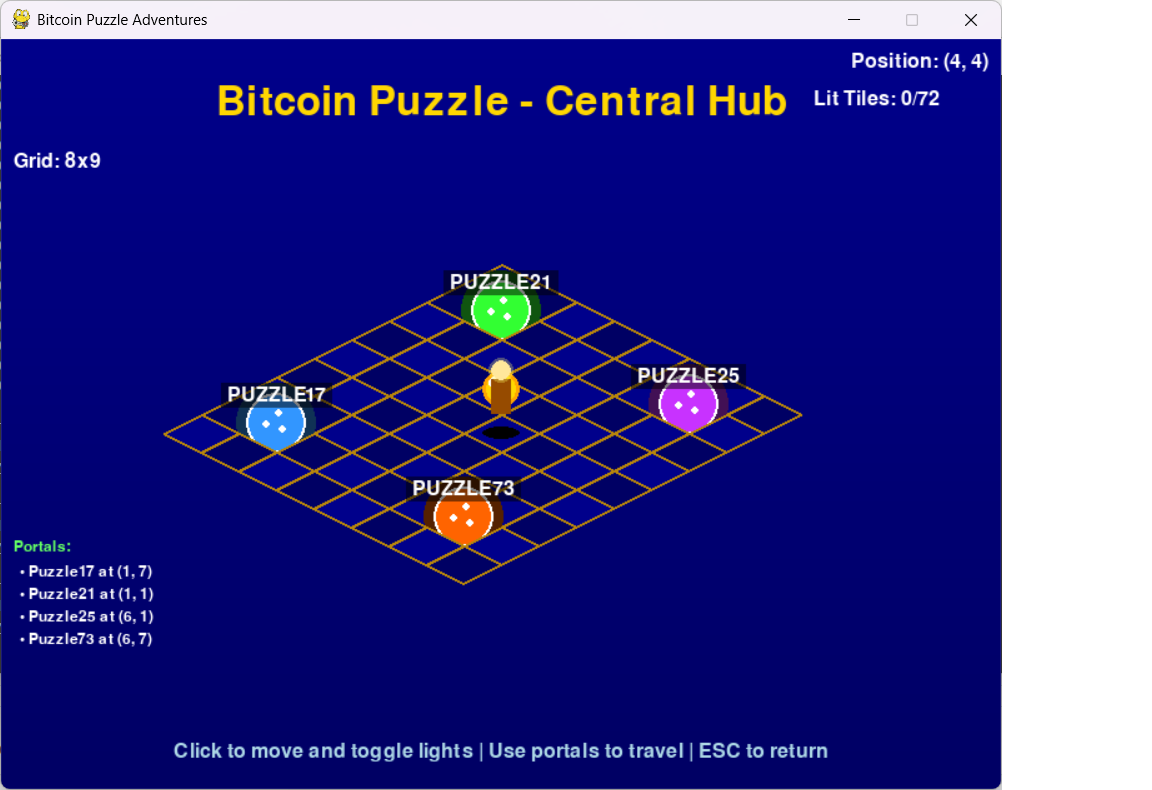 Bitcoin Puzzle Adventures
Position: (4, 4)
Bitcoin Puzzle - Central Hub
Lit Tiles: 0/72
Grid: 8x9
PUZZLE21
PUZZLE25
PUZZLE17
PUZZLE73
Portals:
• Puzzle17 at (1, 7)
• Puzzle21 at (1, 1)
• Puzzle25 at (6, 1)
• Puzzle73 at (6, 7)
Click to move and toggle lights | Use portals to travel | ESC to return